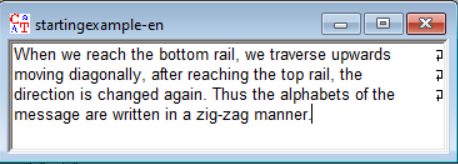 startingexample-en
When we reach the bottom rail, we traverse upwards
moving diagonally, after reaching the top rail, the
direction is changed again. Thus the alphabets of the
message are written in a zig-zag manner.